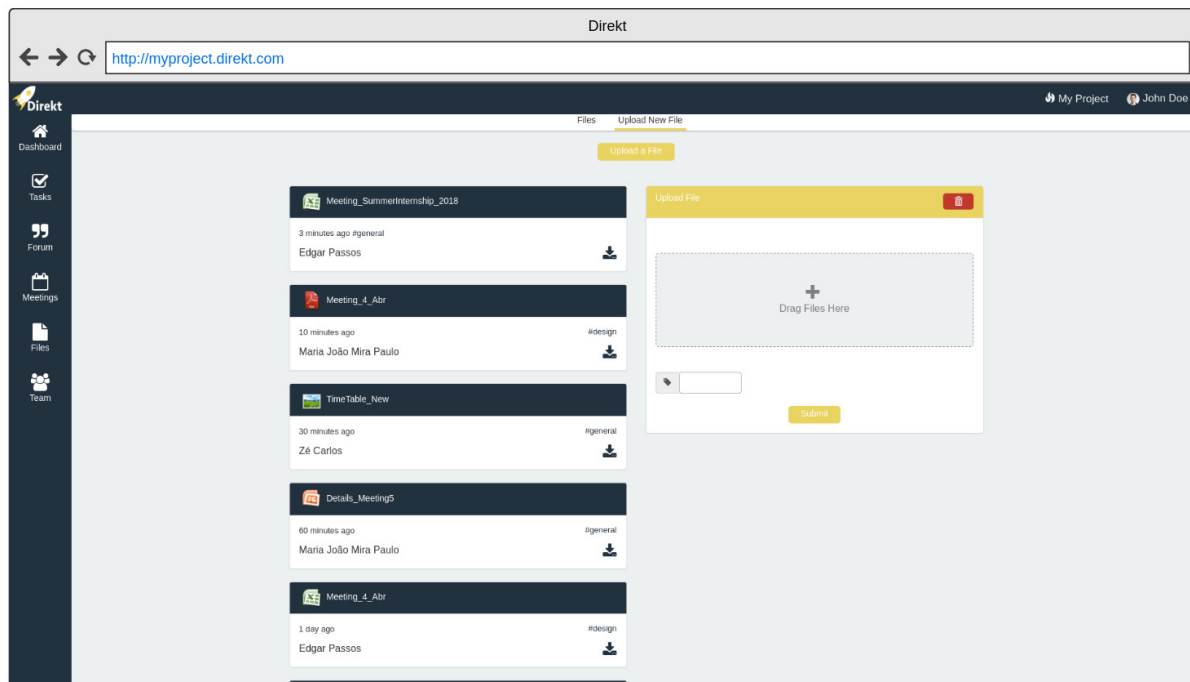 Direkt
http://myproject.direkt.com
Direkt
My Project
John Doe
Files
Upload New File
Upload a File
Dashboard
Tasks
Forum
Meetings
Files
Team
Meeting_SummerInternship_2018
3 minutes ago #general
Edgar Passos
Meeting_4_Abr
10 minutes ago
#design
Maria João Mira Paulo
TimeTable_New
30 minutes ago
#general
Zé Carlos
Details_Meeting5
60 minutes ago
#general
Maria João Mira Paulo
Meeting_4_Abr
1 day ago
#design
Edgar Passos
Upload File
Drag Files Here
Submit